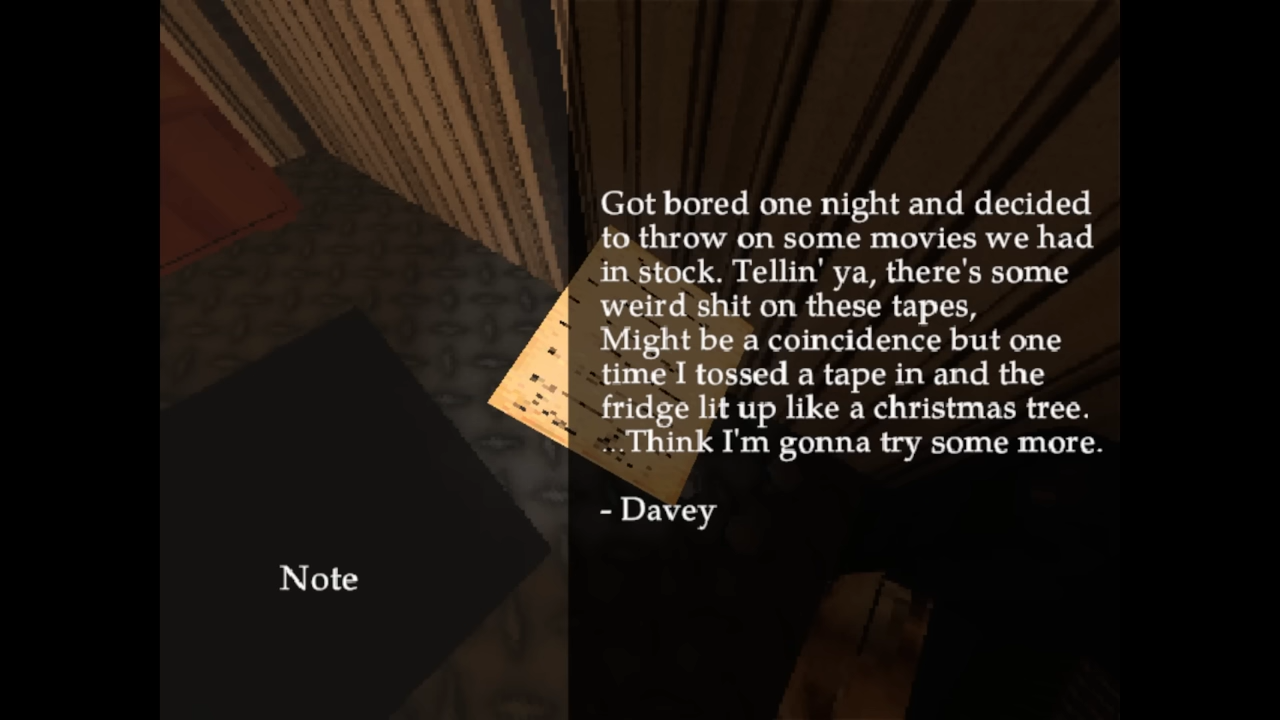 Got bored one night and decided
to throw on some movies we had
in stock. Tellin' ya, there's some
weird shit on these tapes,
Might be a coincidence but one
time I tossed a tape in and the
fridge lit up like a christmas tree.
...Think I'm gonna try some more.
- Davey
Note